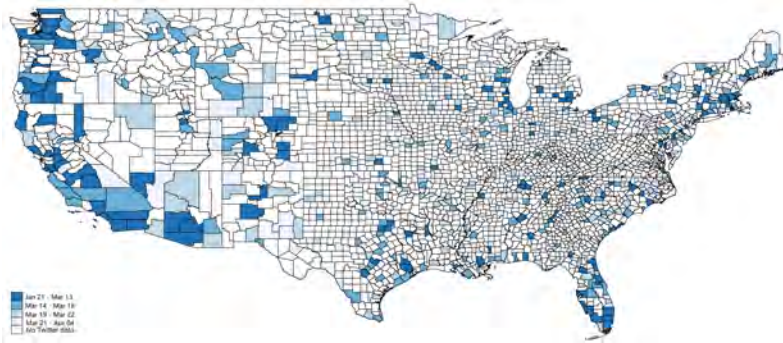 Jan 21 - Mar 13
Mar 14 - Mar 18
Mar 19 - Mar 22
Mar 21 - Apr 04
No Twitter data